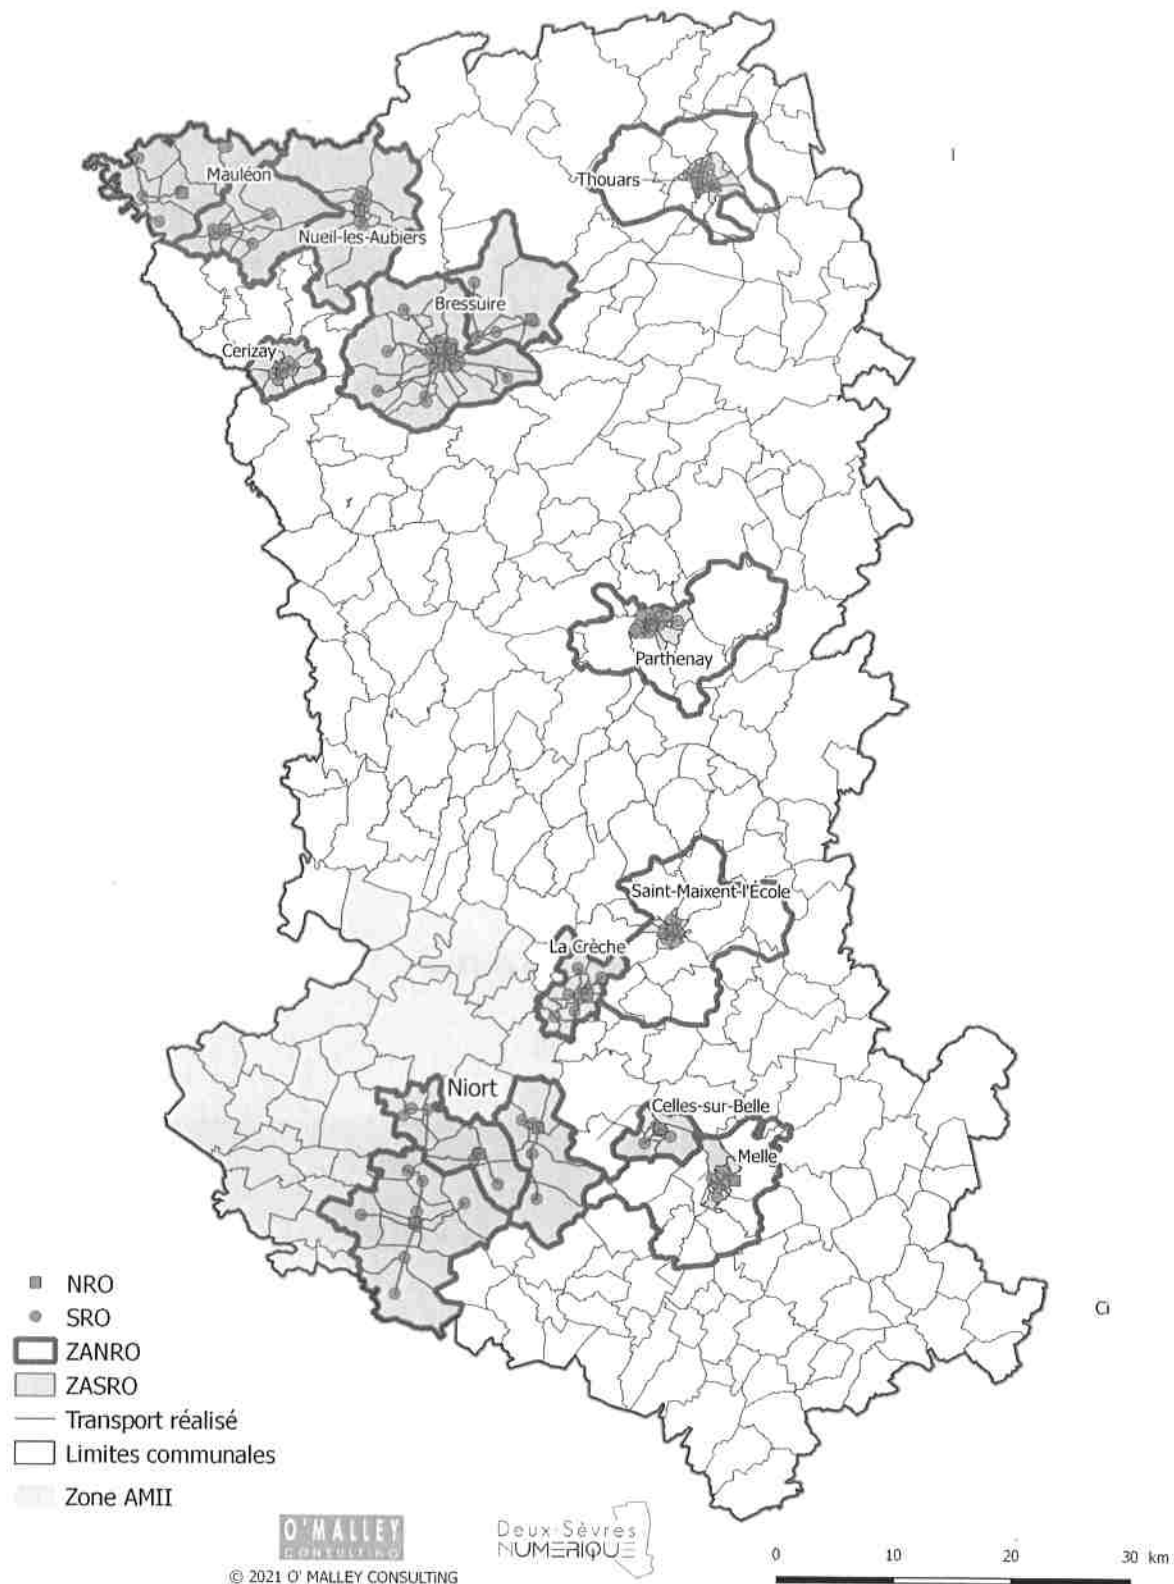 Mauléon
Thouars
Nueil-les-Aubiers
Bressuire
Cerizay
Parthenay
Saint-Maixent-l'École
La Crèche
Niort
Celles-sur-Belle
Melle
NRO
SRO
ZANRO
ZASRO
Transport réalisé
Limites communales
Zone AMII
Ci
O'MALLEY
CONSULTING
Deux-Sèvres
NUMÉRIQUE
© 2021 O' MALLEY CONSULTING
0 10 20 30 km